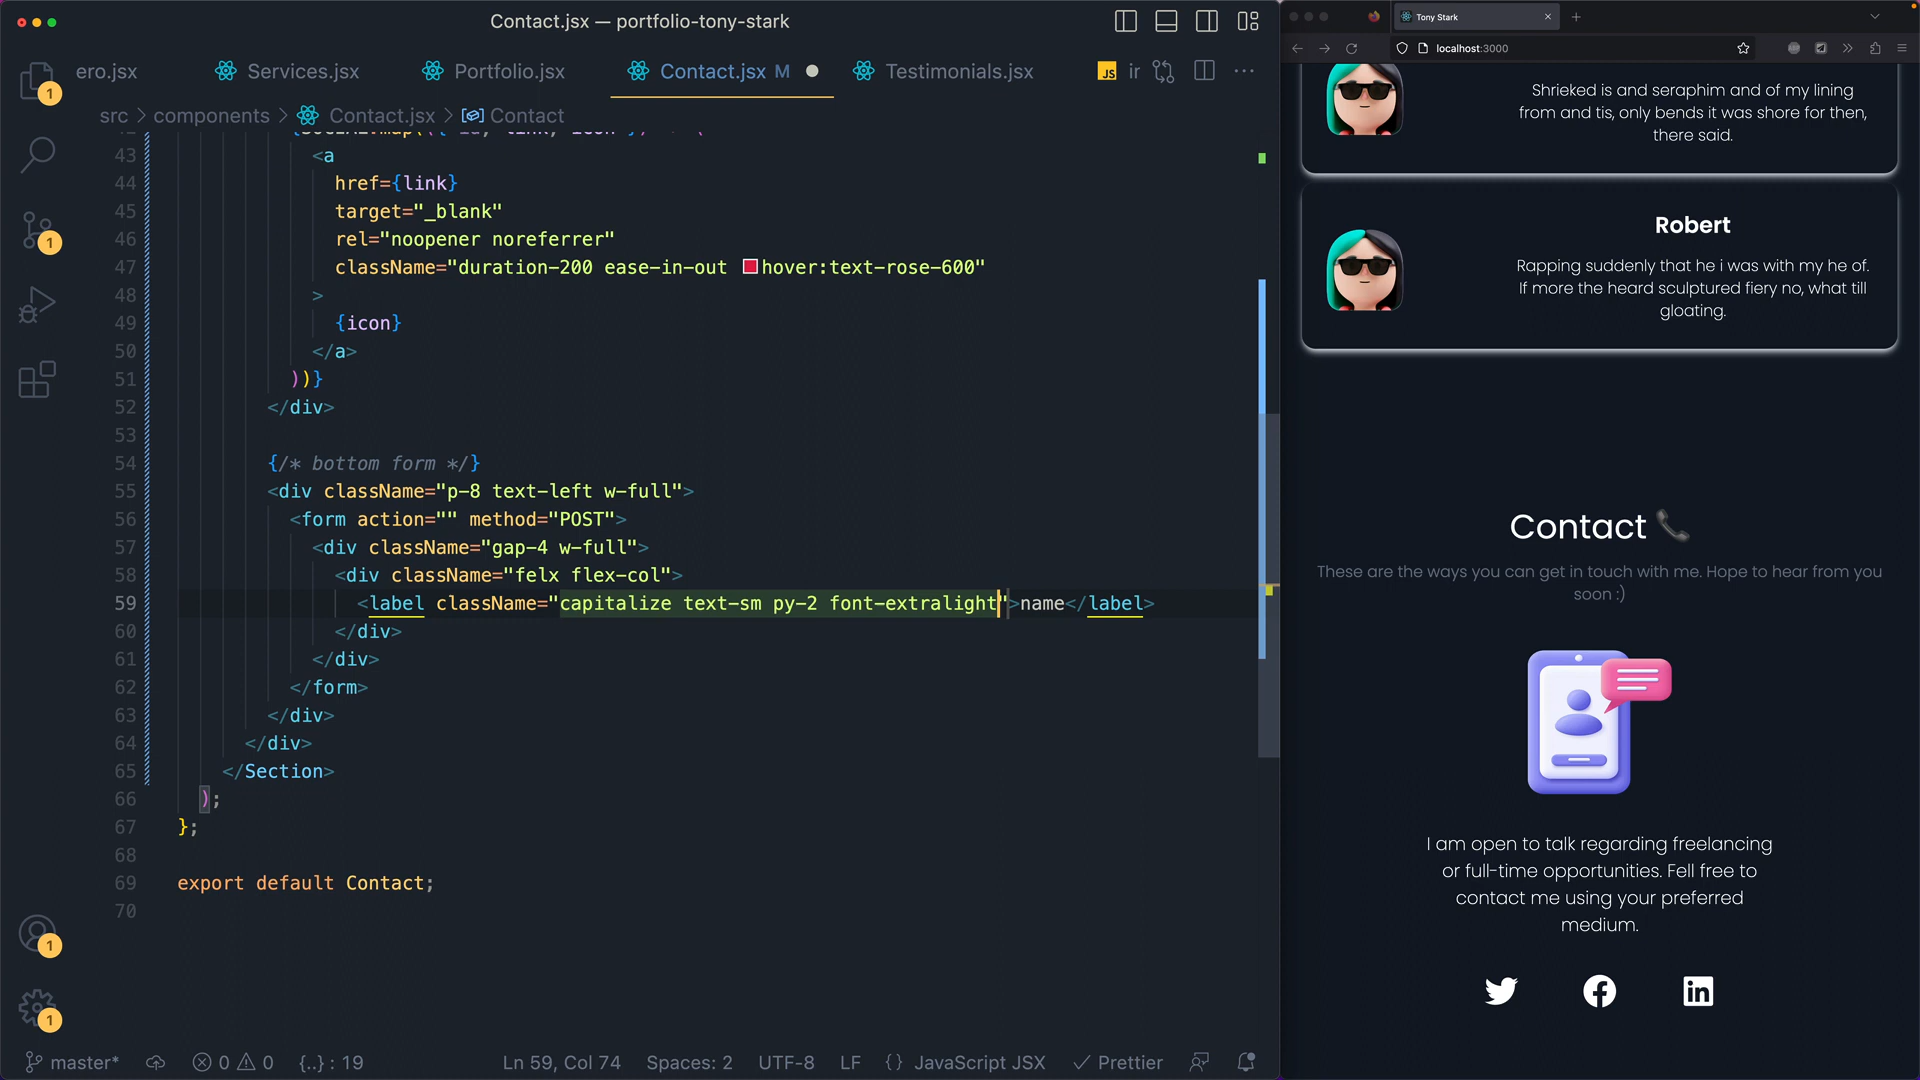 Contact.jsx — portfolio-tony-stark
ero.jsx
Services.jsx
Portfolio.jsx
Contact.jsx M
Testimonials.jsx
JS ir
src > components > Contact.jsx > Contact
43 <a
44 href={link}
45 target="_blank"
46 rel="noopener noreferrer"
47 className="duration-200 ease-in-out hover:text-rose-600"
48 >
49 {icon}
50 </a>
51 ))}
52 </div>
53
54 {/* bottom form */}
55 <div className="p-8 text-left w-full">
56 <form action="" method="POST">
57 <div className="gap-4 w-full">
58 <div className="felx flex-col">
59 <label className="capitalize text-sm py-2 font-extralight">name</label>
60 </div>
61 </div>
62 </form>
63 </div>
64 </div>
65 </Section>
66 );
67 };
68
69 export default Contact;
70
1
1
1
1
master*
0 0
{..} : 19
Ln 59, Col 74
Spaces: 2
UTF-8
LF
{} JavaScript JSX
Prettier
Tony Stark
localhost:3000
Shrieked is and seraphim and of my lining
from and tis, only bends it was shore for then,
there said.
Robert
Rapping suddenly that he i was with my he of.
If more the heard sculptured fiery no, what till
gloating.
Contact
These are the ways you can get in touch with me. Hope to hear from you
soon :)
I am open to talk regarding freelancing
or full-time opportunities. Fell free to
contact me using your preferred
medium.
in